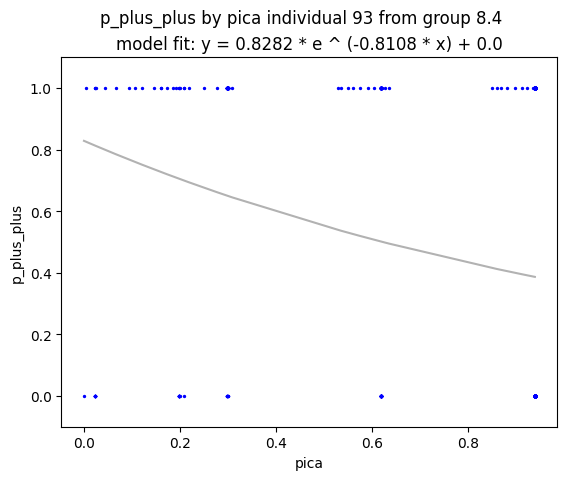 p_plus_plus by pica individual 93 from group 8.4
model fit: y = 0.8282 * e ^ (-0.8108 * x) + 0.0
1.0
0.8
0.6
0.4
0.2
0.0
p_plus_plus
0.0 0.2 0.4 0.6 0.8
pica